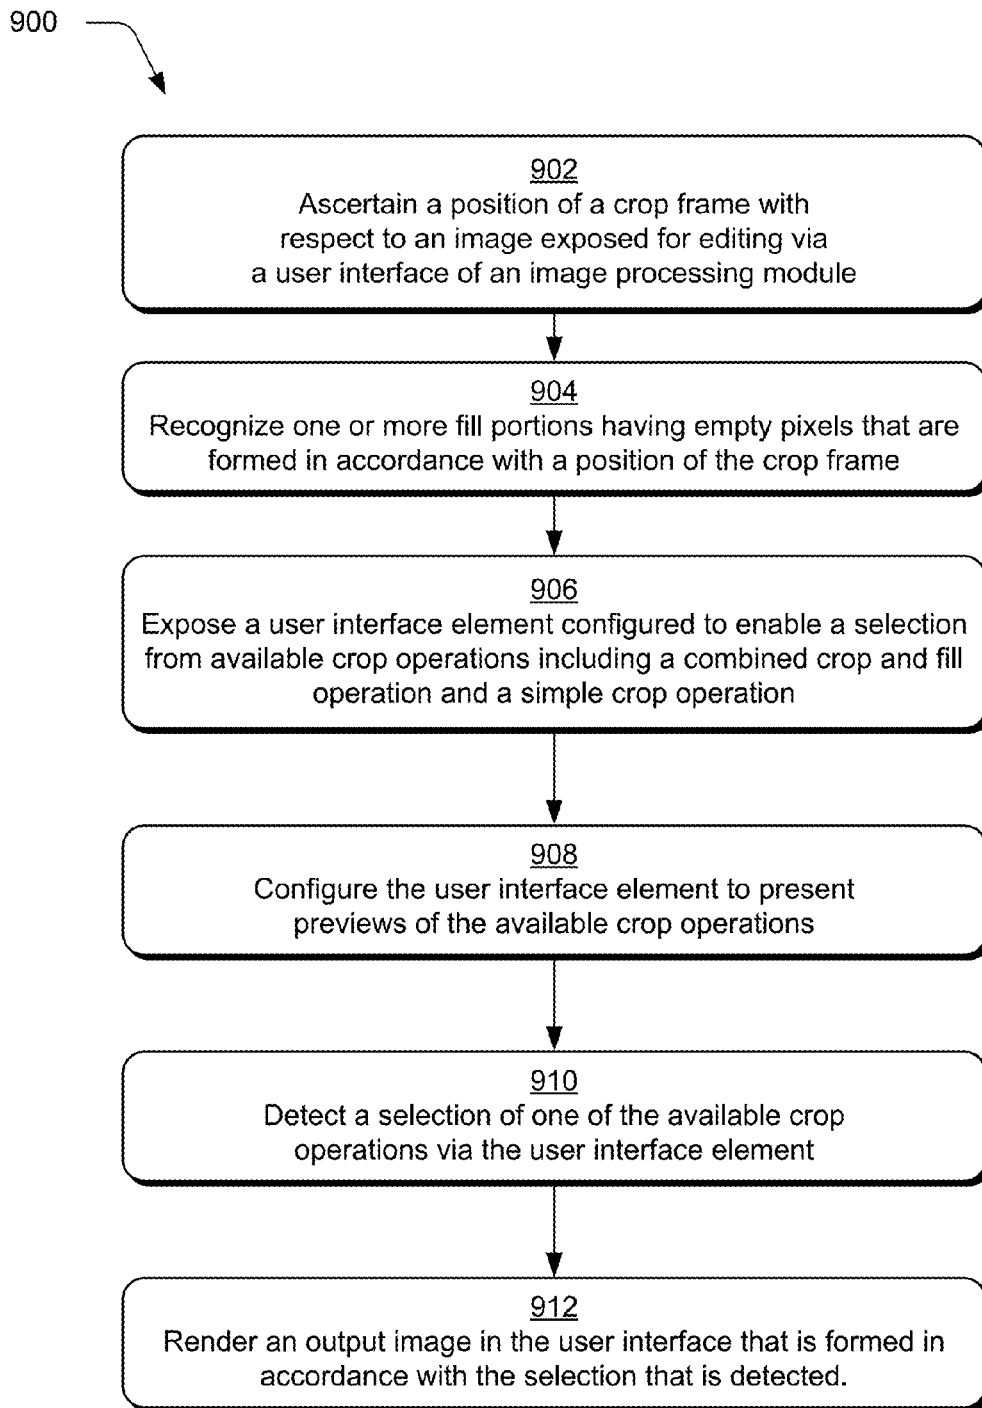 900
902
Ascertain a position of a crop frame with
respect to an image exposed for editing via
a user interface of an image processing module
904
Recognize one or more fill portions having empty pixels that are
formed in accordance with a position of the crop frame
906
Expose a user interface element configured to enable a selection
from available crop operations including a combined crop and fill
operation and a simple crop operation
908
Configure the user interface element to present
previews of the available crop operations
910
Detect a selection of one of the available crop
operations via the user interface element
912
Render an output image in the user interface that is formed in
accordance with the selection that is detected.